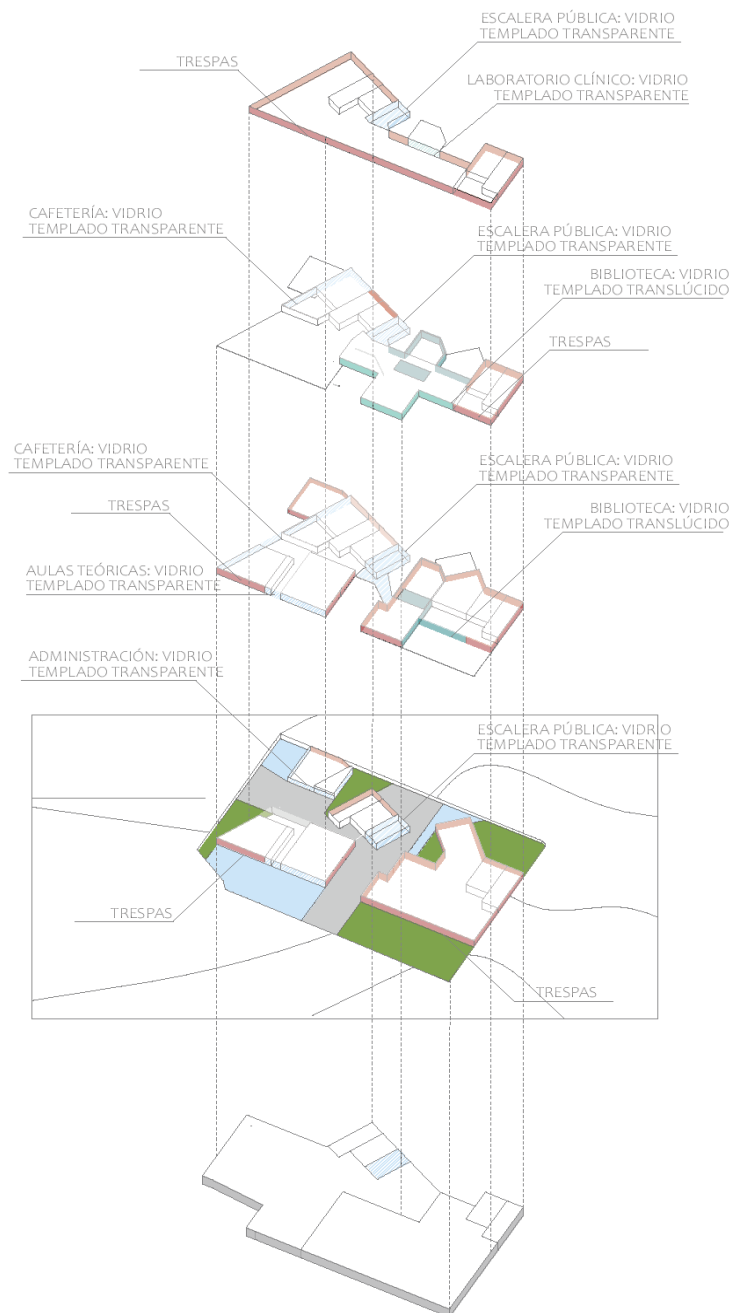 ESCALERA PÚBLICA: VIDRIO
TEMPLADO TRANSPARENTE
TRESPAS
LABORATORIO CLÍNICO: VIDRIO
TEMPLADO TRANSPARENTE
CAFETERÍA: VIDRIO
TEMPLADO TRANSPARENTE
ESCALERA PÚBLICA: VIDRIO
TEMPLADO TRANSPARENTE
BIBLIOTECA: VIDRIO
TEMPLADO TRANSLÚCIDO
TRESPAS
CAFETERÍA: VIDRIO
TEMPLADO TRANSPARENTE
ESCALERA PÚBLICA: VIDRIO
TEMPLADO TRANSPARENTE
TRESPAS
BIBLIOTECA: VIDRIO
TEMPLADO TRANSLÚCIDO
AULAS TEÓRICAS: VIDRIO
TEMPLADO TRANSPARENTE
ADMINISTRACIÓN: VIDRIO
TEMPLADO TRANSPARENTE
ESCALERA PÚBLICA: VIDRIO
TEMPLADO TRANSPARENTE
TRESPAS
TRESPAS